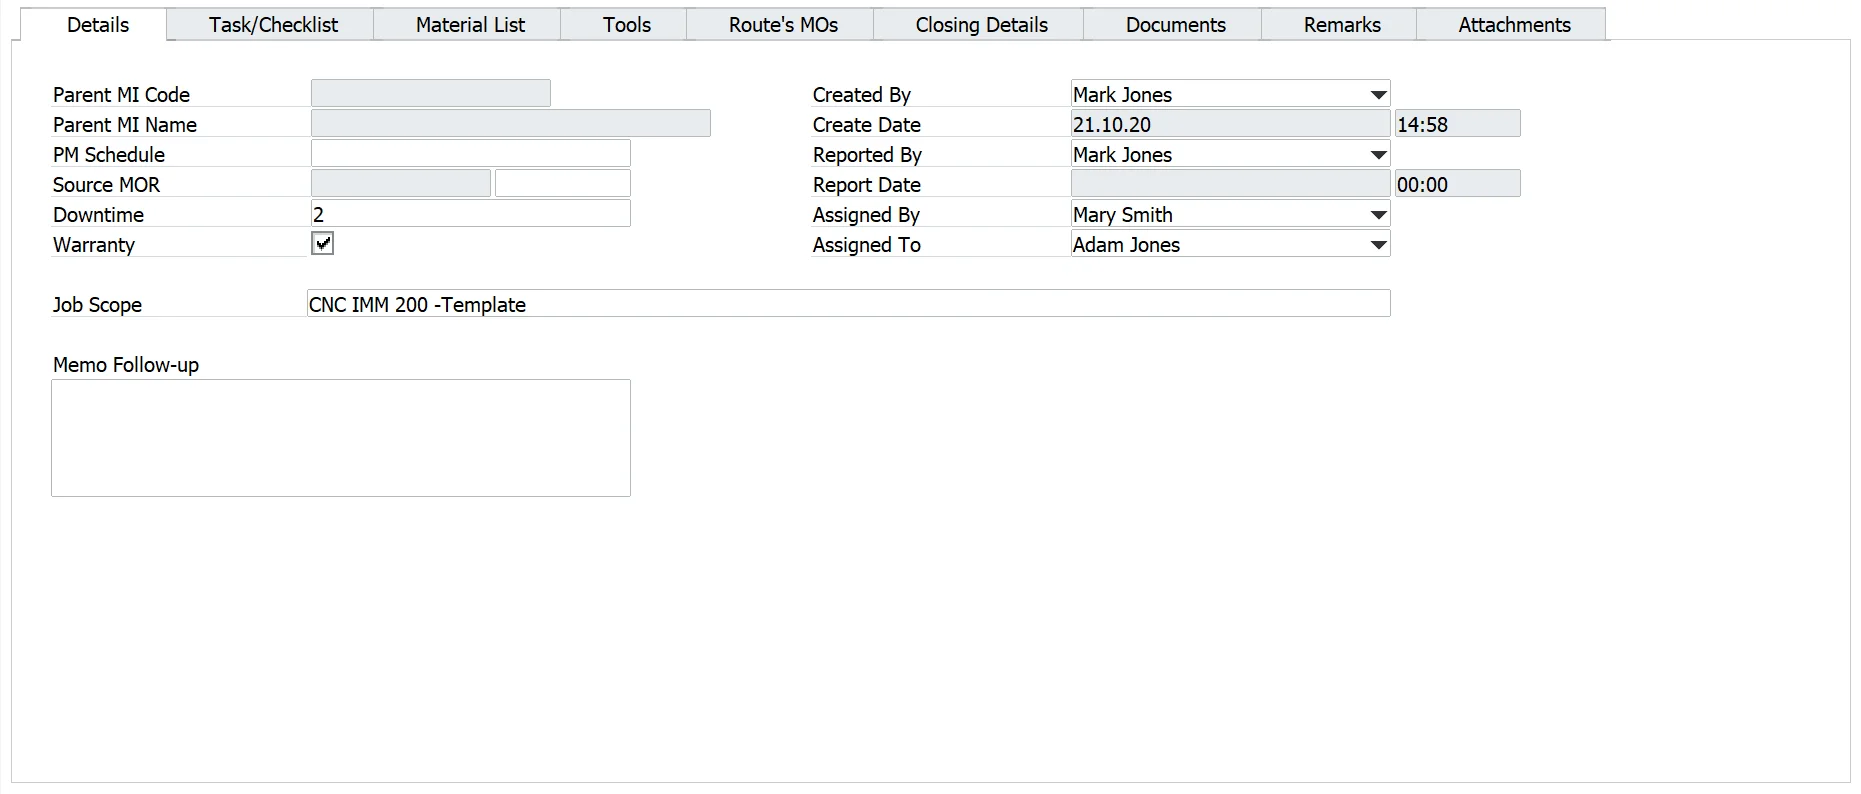 Details Task/Checklist Material List Tools Route's MOs Closing Details Documents Remarks Attachments
Parent MI Code
Parent MI Name
PM Schedule
Source MOR
Downtime 2
Warranty
Created By Mark Jones
Create Date 21.10.20 14:58
Reported By Mark Jones
Report Date 00:00
Assigned By Mary Smith
Assigned To Adam Jones
Job Scope CNC IMM 200 -Template
Memo Follow-up